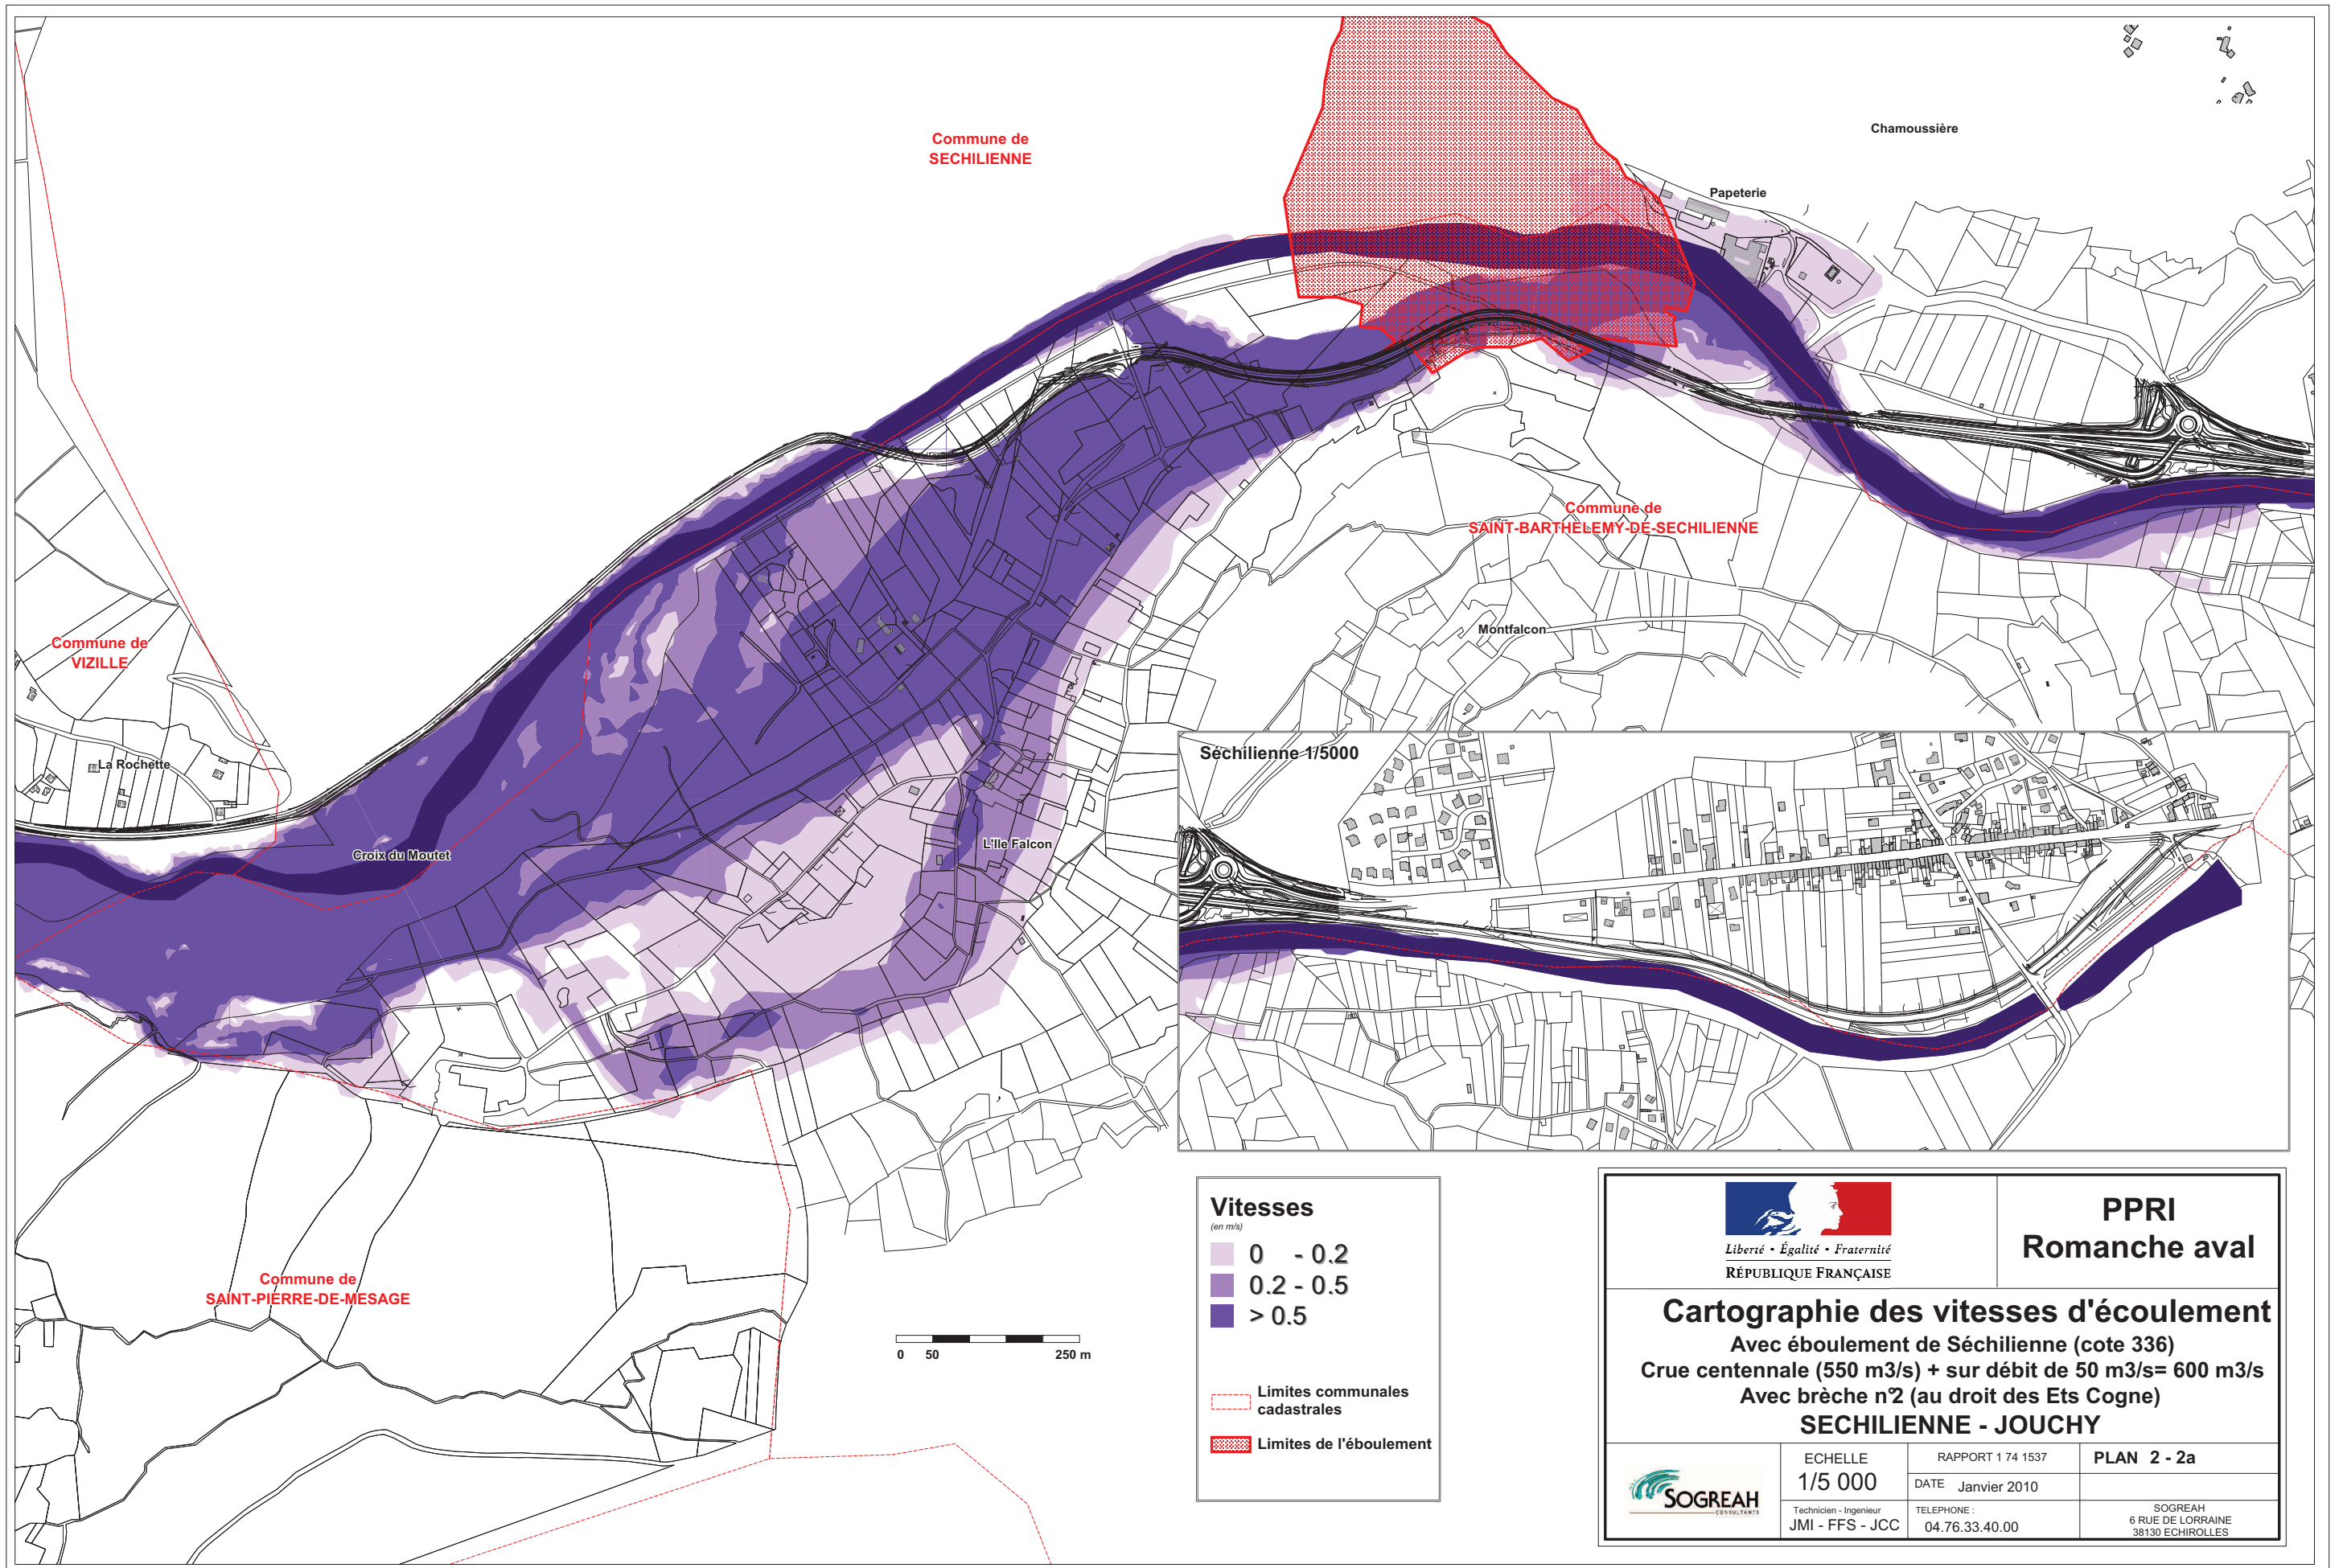 Commune de
SECHILIENNE
Chamoussière
Papeterie
Commune de
SAINT-BARTHELEMY-DE-SECHILIENNE
Montfalcon
Commune de
VIZILLE
La Rochette
Croix du Moutet
L'Ile Falcon
Séchilienne 1/5000
Commune de
SAINT-PIERRE-DE-MESAGE
0 50 250 m
Vitesses
(en m/s)
0 - 0.2
0.2 - 0.5
> 0.5
Limites communales
cadastrales
Limites de l'éboulement
Liberté • Égalité • Fraternité
RÉPUBLIQUE FRANÇAISE
PPRI
Romanche aval
Cartographie des vitesses d'écoulement
Avec éboulement de Séchilienne (cote 336)
Crue centennale (550 m3/s) + sur débit de 50 m3/s= 600 m3/s
Avec brèche n°2 (au droit des Ets Cogne)
SECHILIENNE - JOUCHY
SOGREAH
CONSULTANTS
ECHELLE
1/5 000
Technicien - Ingenieur
JMI - FFS - JCC
RAPPORT 1 74 1537
DATE Janvier 2010
TELEPHONE :
04.76.33.40.00
PLAN 2 - 2a
SOGREAH
6 RUE DE LORRAINE
38130 ECHIROLLES